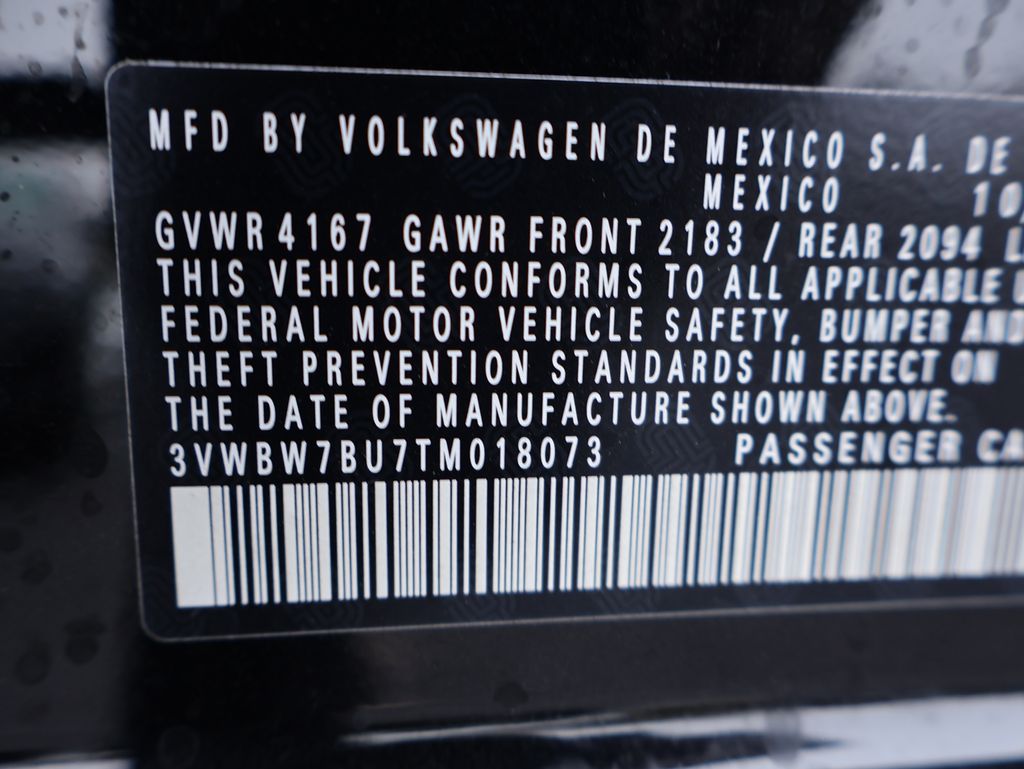 MFD BY VOLKSWAGEN DE MEXICO S.A. DE
MEXICO 10
GVWR 4167 GAWR FRONT 2183 / REAR 2094
THIS VEHICLE CONFORMS TO ALL APPLICABLE
FEDERAL MOTOR VEHICLE SAFETY, BUMPER AND
THEFT PREVENTION STANDARDS IN EFFECT ON
THE DATE OF MANUFACTURE SHOWN ABOVE.
3VWBW7BU7TM018073 PASSENGER